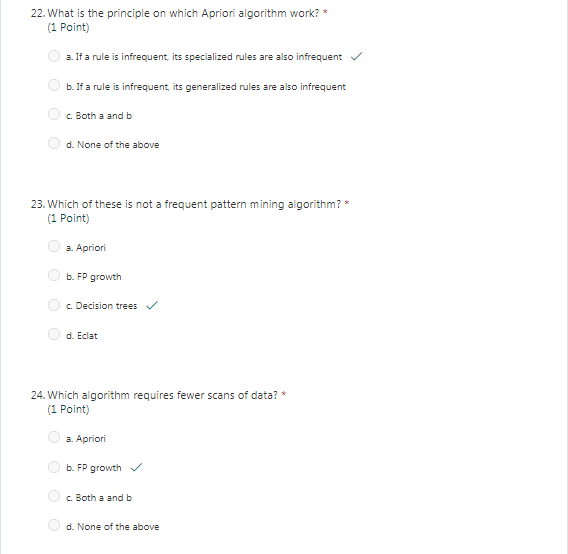 22. What is the principle on which Apriori algorithm work? *
(1 Point)
a. If a rule is infrequent, its specialized rules are also infrequent
b. If a rule is infrequent, its generalized rules are also infrequent
c. Both a and b
d. None of the above
23. Which of these is not a frequent pattern mining algorithm? *
(1 Point)
a. Apriori
b. FP growth
c. Decision trees
d. Eclat
24. Which algorithm requires fewer scans of data? *
(1 Point)
a. Apriori
b. FP growth
c. Both a and b
d. None of the above